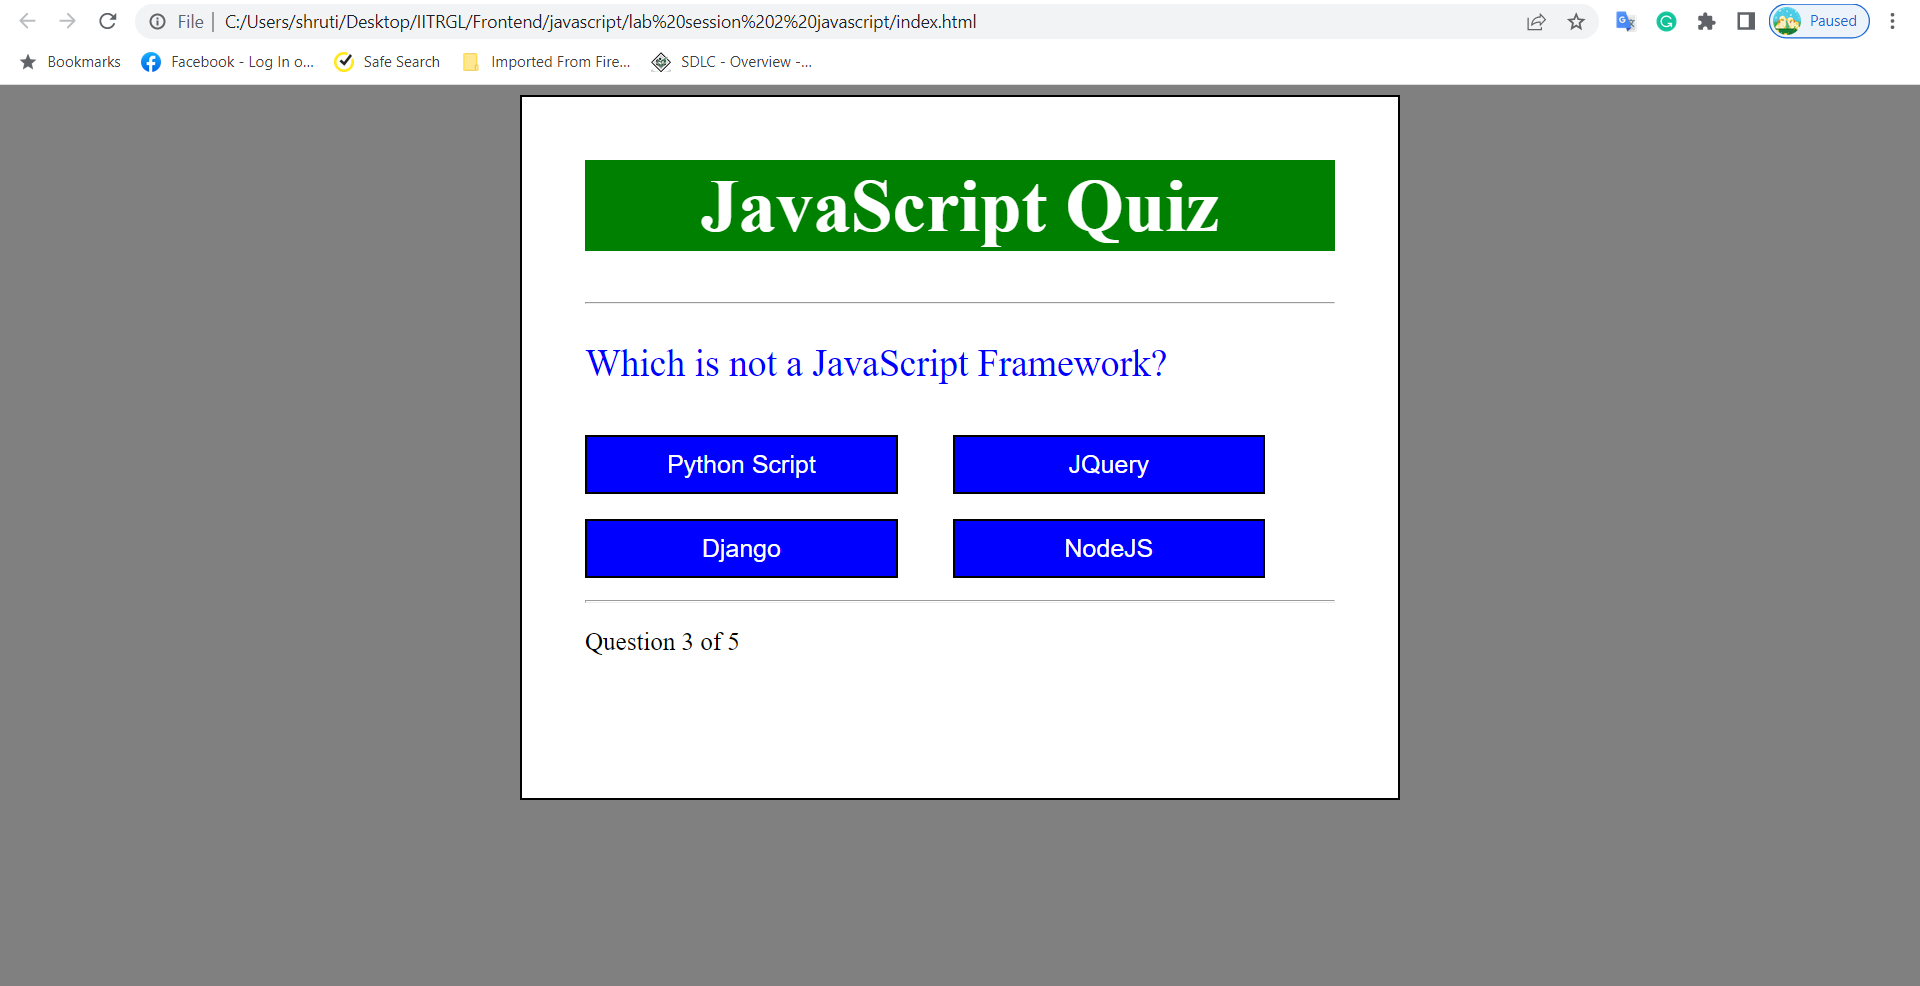 File | C:/Users/shruti/Desktop/IITRGL/Frontend/javascript/lab%20session%202%20javascript/index.html Paused
Bookmarks Facebook - Log In o... Safe Search Imported From Fire... SDLC - Overview -...
JavaScript Quiz
Which is not a JavaScript Framework?
Python Script JQuery
Django NodeJS
Question 3 of 5